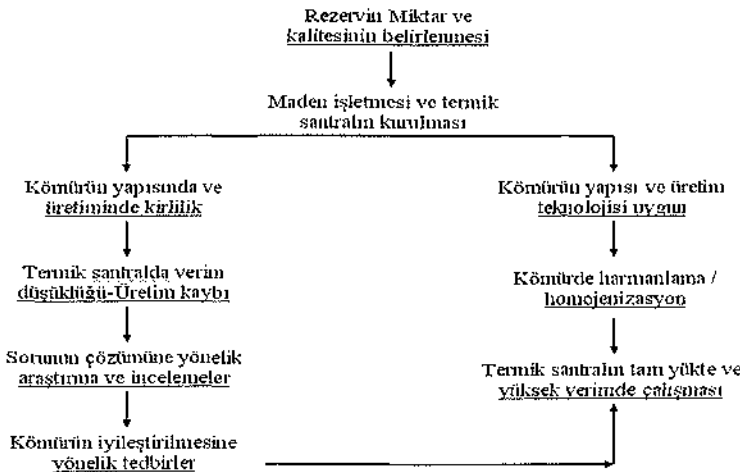 Rezervin Miktar ve
kalitesinin belirlenmesi
Maden işletmesi ve termik
santralın kurulması
Kömürün yapısında ve
üretiminde kirlilik
Termik santralda verim
düşüklüğü-Üretim kaybı
Sorunun çözümüne yönelik
araştırma ve incelemeler
Kömürün iyileştirilmesine
yönelik tedbirler
Kömürün yapısı ve üretim
teknolojisi uygun
Kömürde harmanlama /
homojenizasyon
Termik santralın tam yükte ve
yüksek verimde çalışması